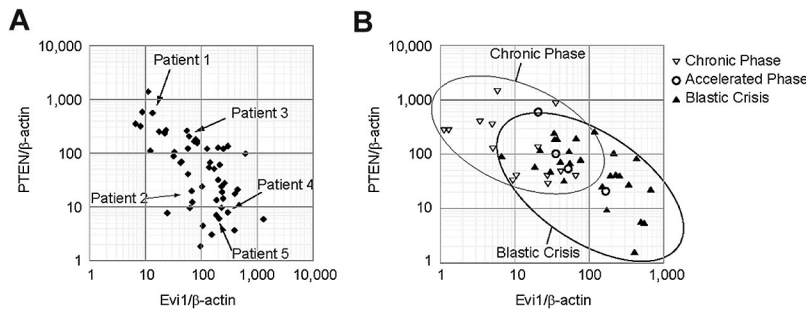 A
PTEN/β-actin
10,000
1,000
100
10
1
Patient 1
Patient 3
Patient 2
Patient 4
Patient 5
1 10 100 1,000 10,000
Evi1/β-actin
B
PTEN/β-actin
10,000
1,000
100
10
1
Chronic Phase
Blastic Crisis
1 10 100 1,000
Evi1/β-actin
Chronic Phase
Accelerated Phase
Blastic Crisis